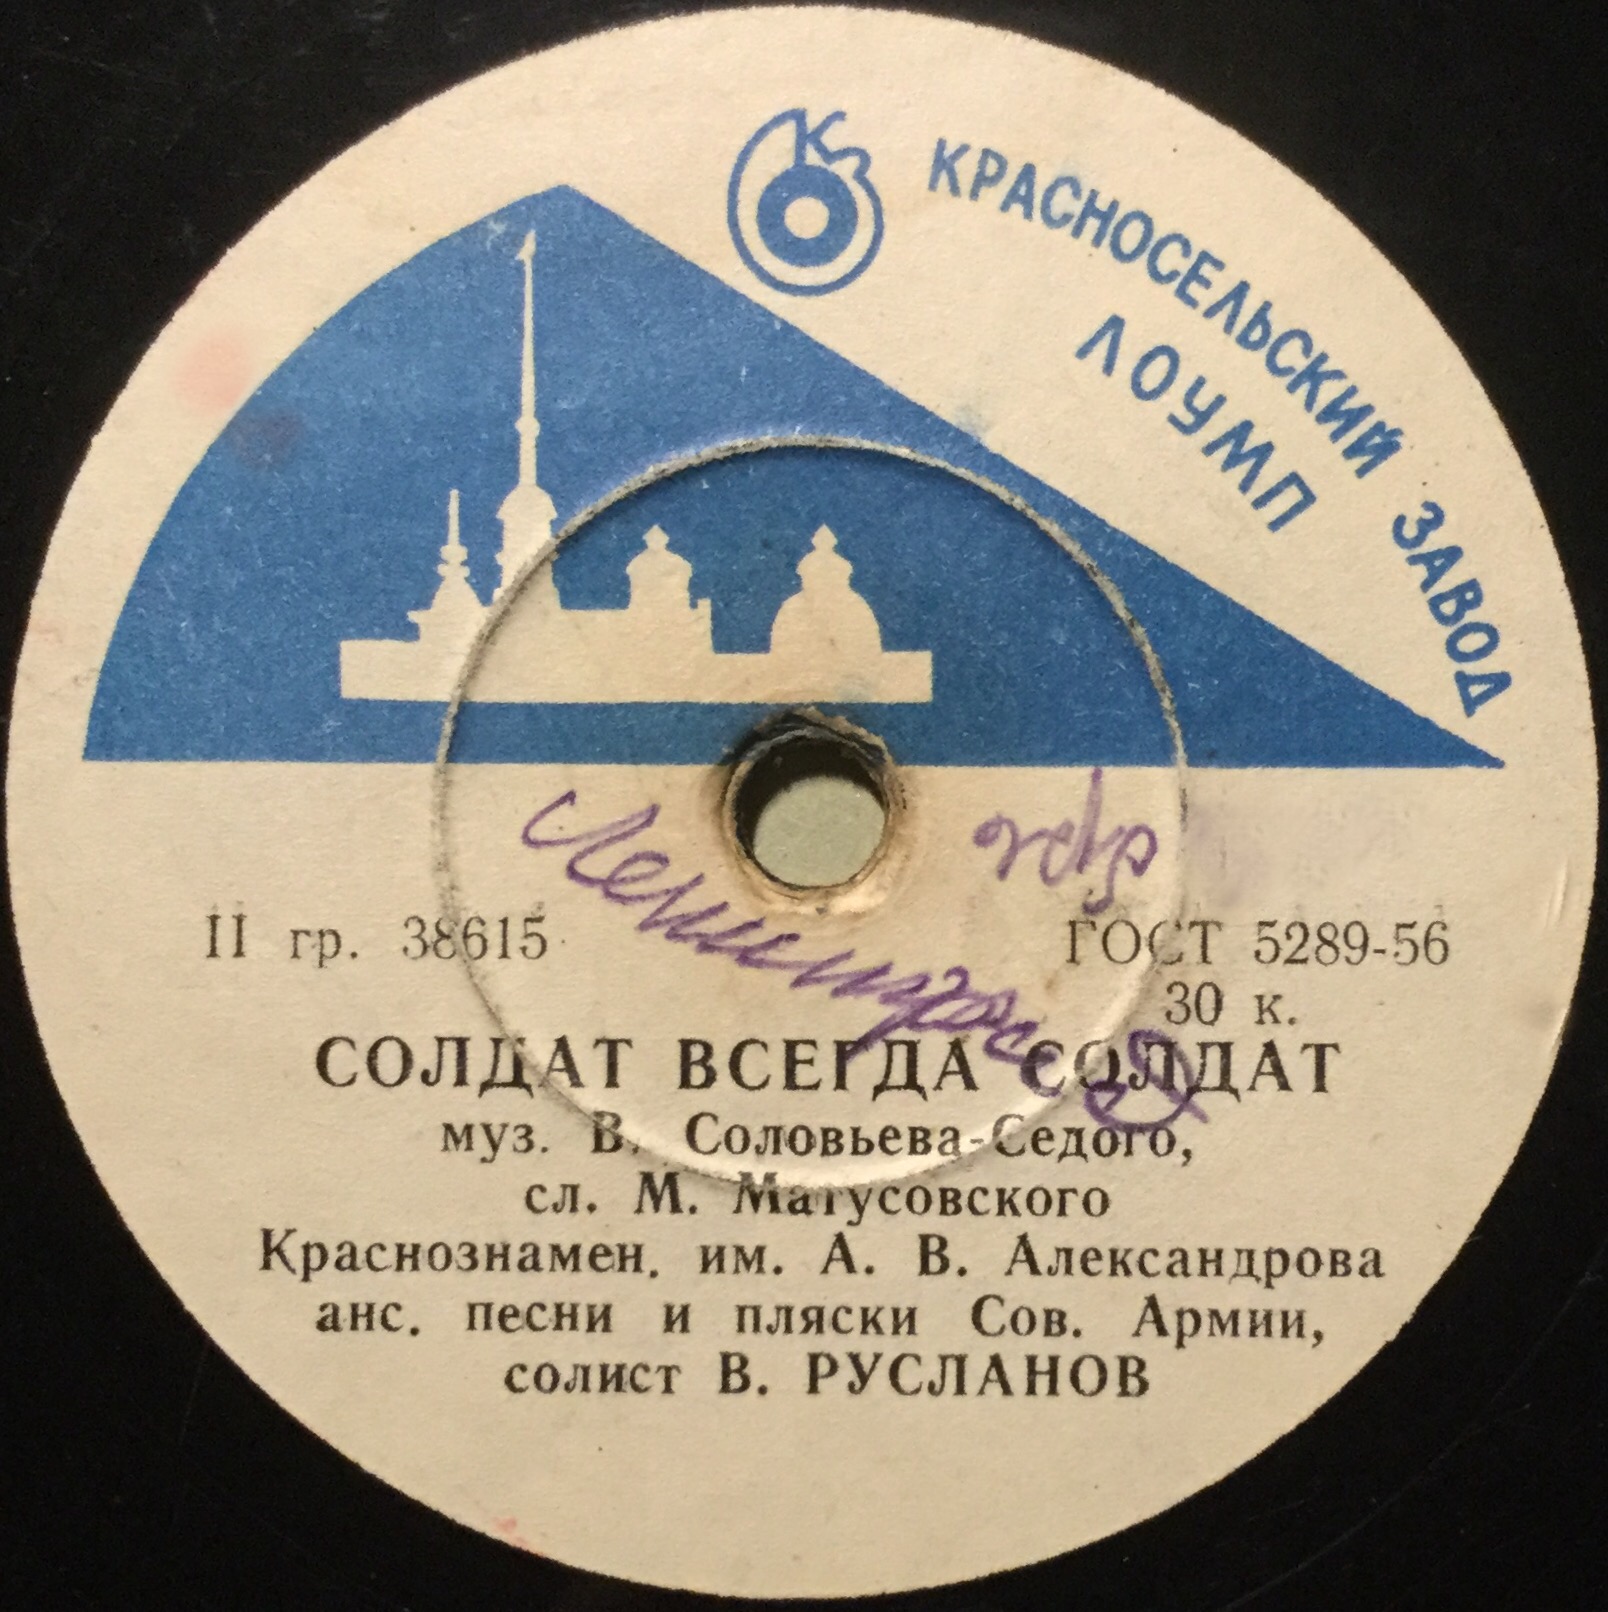 КРАСНОСЕЛЬСКИЙ ЗАВОД
ЛОУМП
Ленинград
II гр. 38615
ГОСТ 5289-56
30 к.
СОЛДАТ ВСЕГДА СОЛДАТ
муз. В. Соловьева-Седого,
сл. М. Матусовского
Краснознамен. им. А. В. Александрова
анс. песни и пляски Сов. Армии,
солист В. РУСЛАНОВ